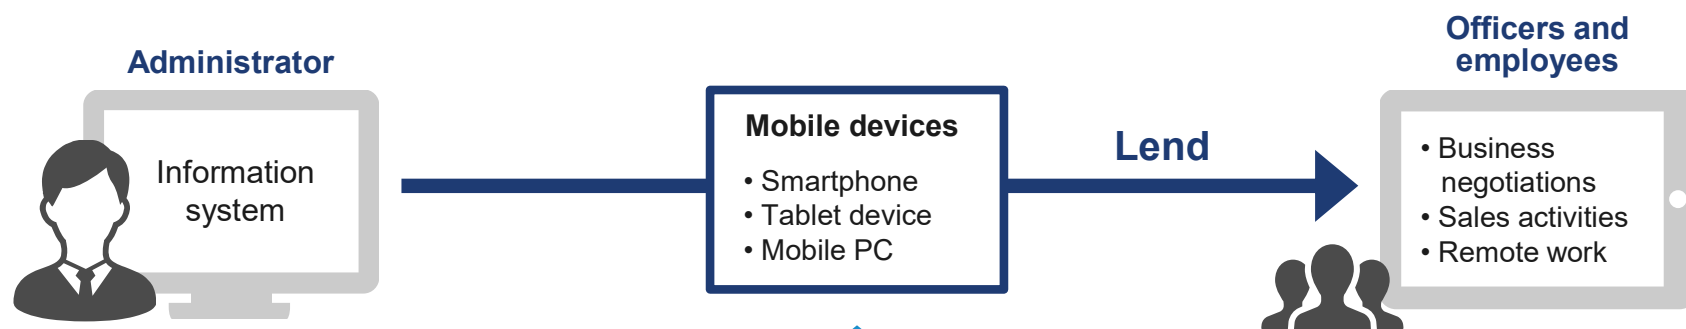 Administrator
Information
system
Mobile devices
• Smartphone
• Tablet device
• Mobile PC
Lend
Officers and
employees
• Business
negotiations
• Sales activities
• Remote work